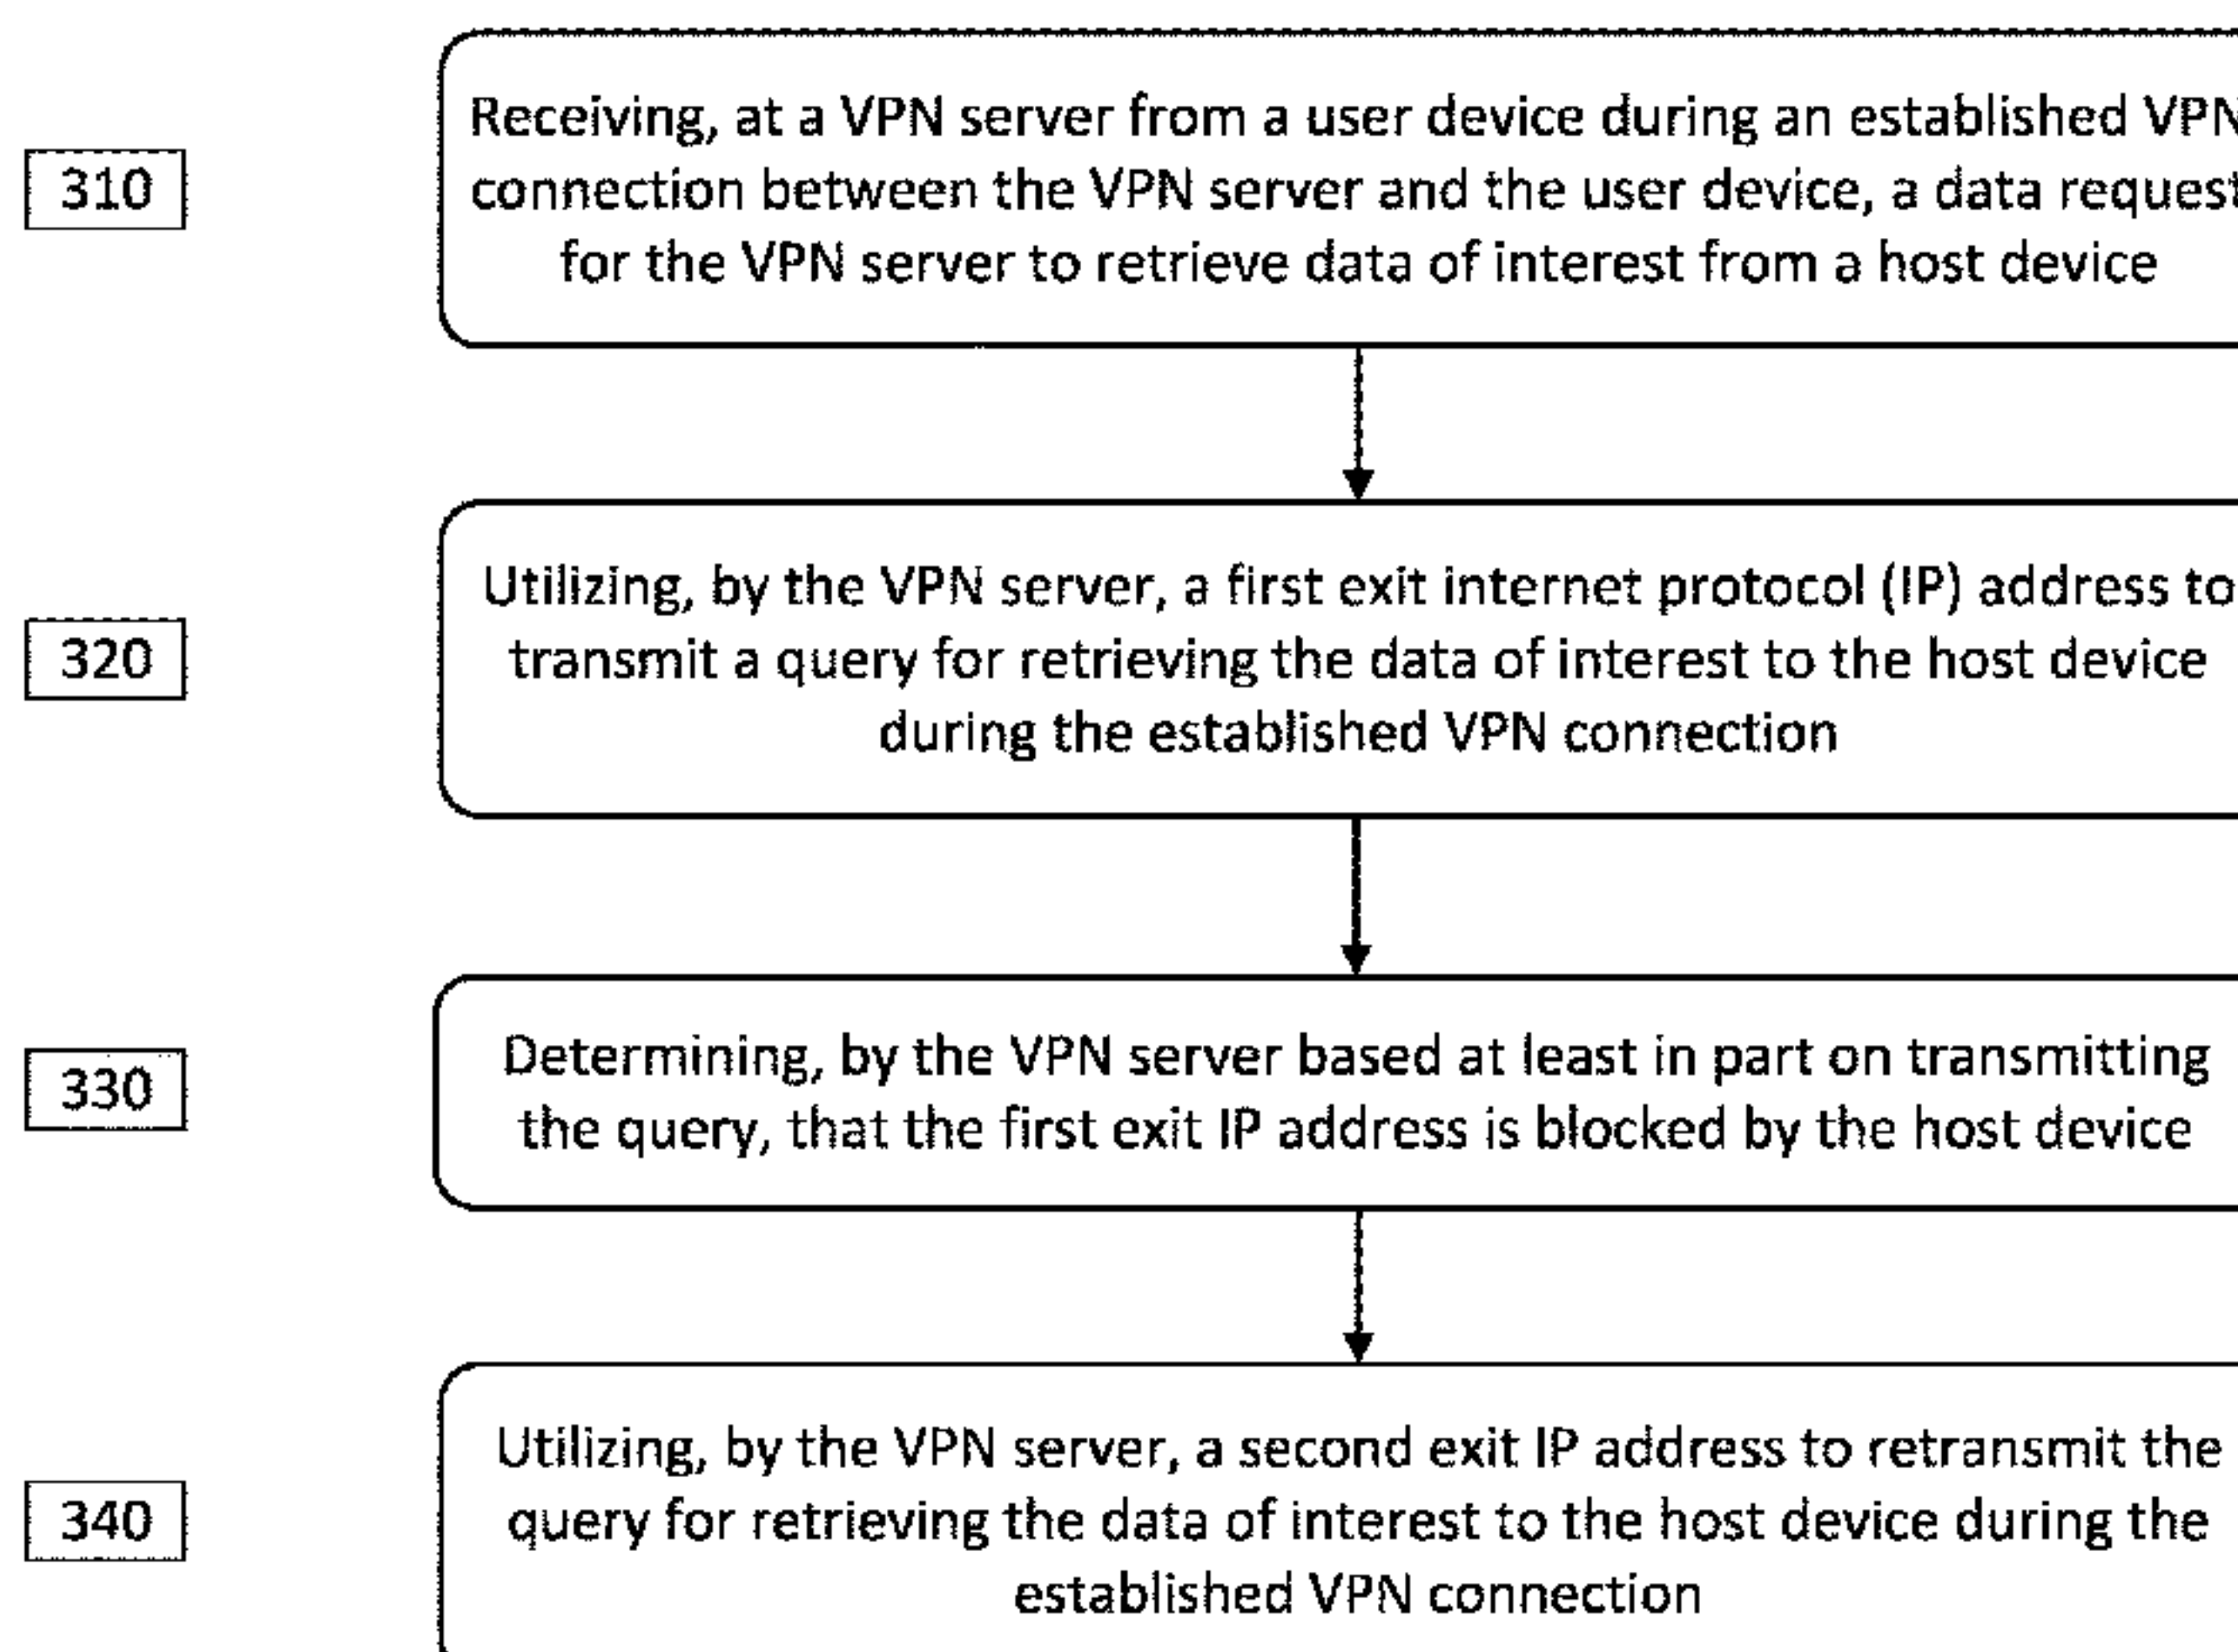 310
Receiving, at a VPN server from a user device during an established VPN
connection between the VPN server and the user device, a data request
for the VPN server to retrieve data of interest from a host device
320
Utilizing, by the VPN server, a first exit internet protocol (IP) address to
transmit a query for retrieving the data of interest to the host device
during the established VPN connection
330
Determining, by the VPN server based at least in part on transmitting
the query, that the first exit IP address is blocked by the host device
340
Utilizing, by the VPN server, a second exit IP address to retransmit the
query for retrieving the data of interest to the host device during the
established VPN connection